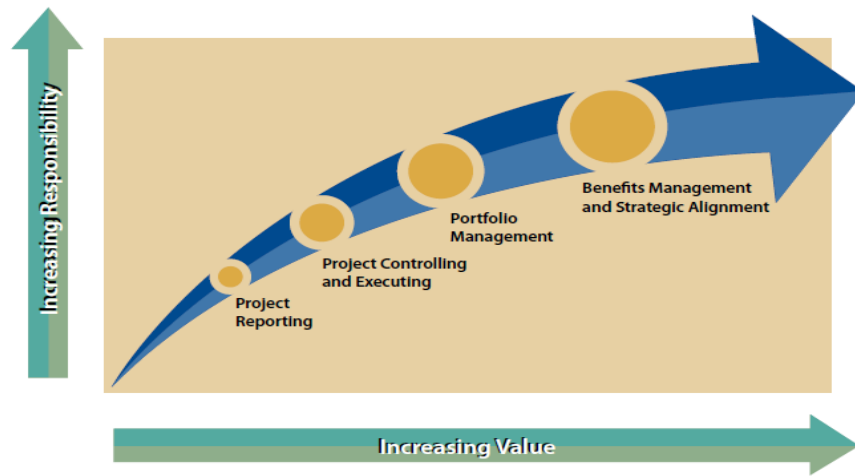 Increasing Responsibility
Project
Reporting
Project Controlling
and Executing
Portfolio
Management
Benefits Management
and Strategic Alignment
Increasing Value